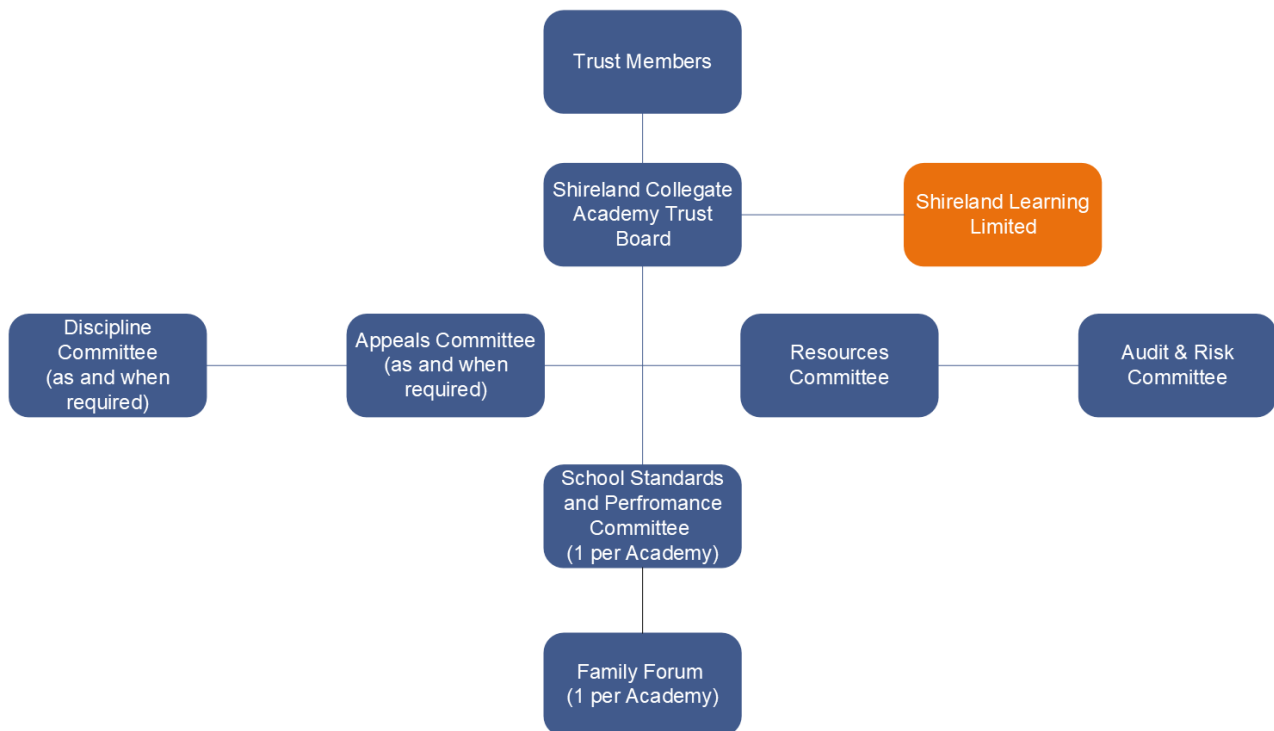 Trust Members
Shireland Collegate
Academy Trust
Board
Shireland Learning
Limited
Discipline
Committee
(as and when
required)
Appeals Committee
(as and when
required)
Resources
Committee
Audit & Risk
Committee
School Standards
and Perfromance
Committee
(1 per Academy)
Family Forum
(1 per Academy)